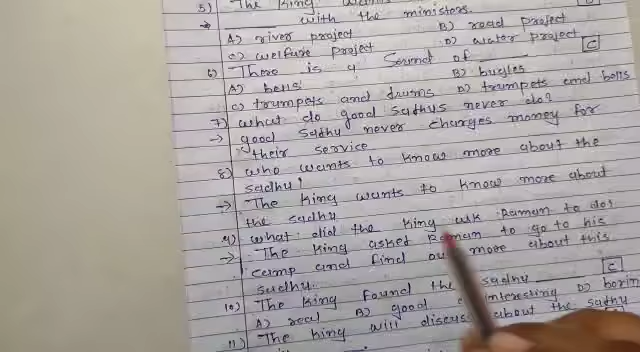 5) The King
→ with the ministers.
A) river project B) road project
C) welfare project D) water project
6) There is a Sound of C
A) bells B) bugles
C) trumpets and drums D) trumpets and bells
7) what do good sadhus never do?
→ good sadhu never charges money for
their service
8) who wants to know more about the
sadhu?
→ The King wants to know more about
the sadhu
9) what did the King ask Raman to do?
→ The King asked Raman to go to his
camp and find out more about this
sadhu.
10) The King found the sadhu C
A) real B) good interesting D)
11) The King will discuss about the sadhu